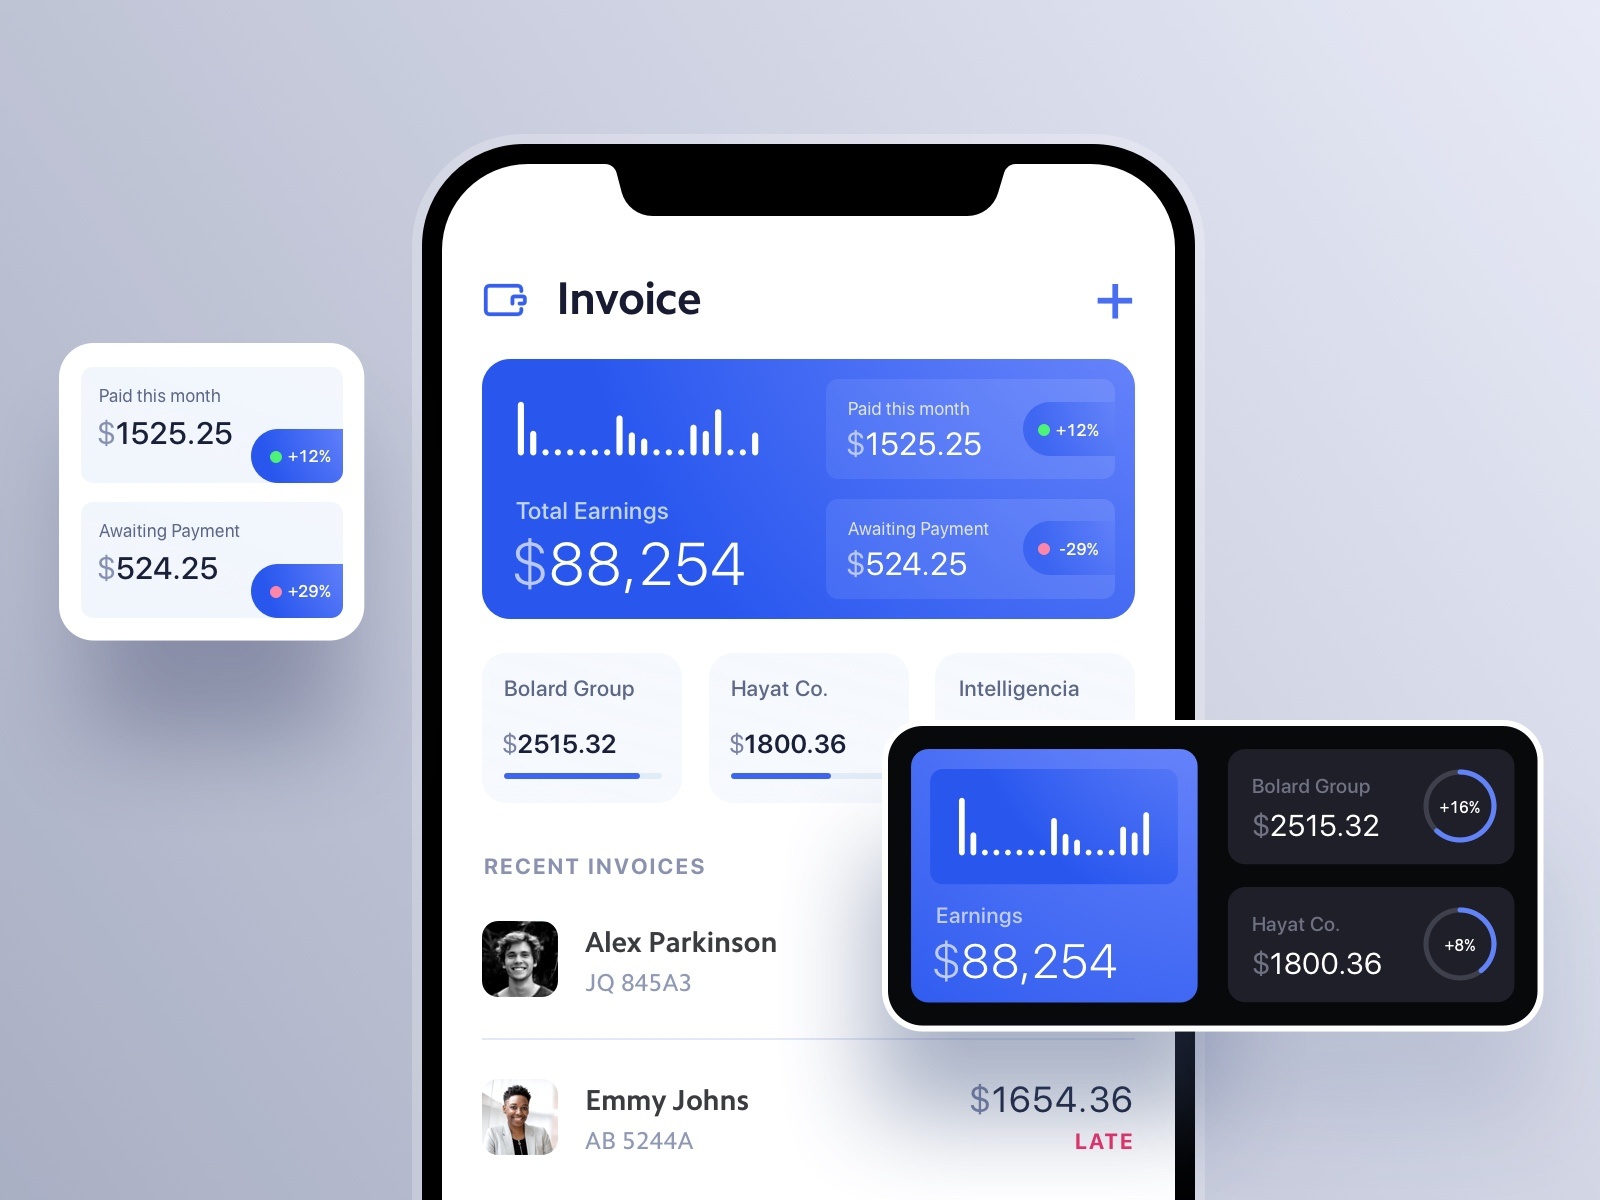 Invoice
Paid this month
$1525.25
+12%
Awaiting Payment
$524.25
+29%
Total Earnings
$88,254
Paid this month
$1525.25
+12%
Awaiting Payment
$524.25
-29%
Bolard Group
$2515.32
Hayat Co.
$1800.36
Intelligencia
Earnings
$88,254
Bolard Group
$2515.32
+16%
Hayat Co.
$1800.36
+8%
RECENT INVOICES
Alex Parkinson
JQ 845A3
Emmy Johns
AB 5244A
$1654.36
LATE